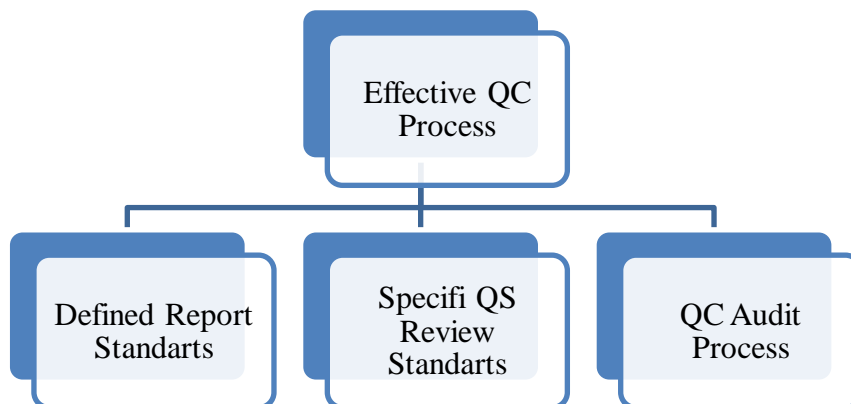 Effective QC
Process
Defined Report
Standarts
Specifi QS
Review
Standarts
QC Audit
Process